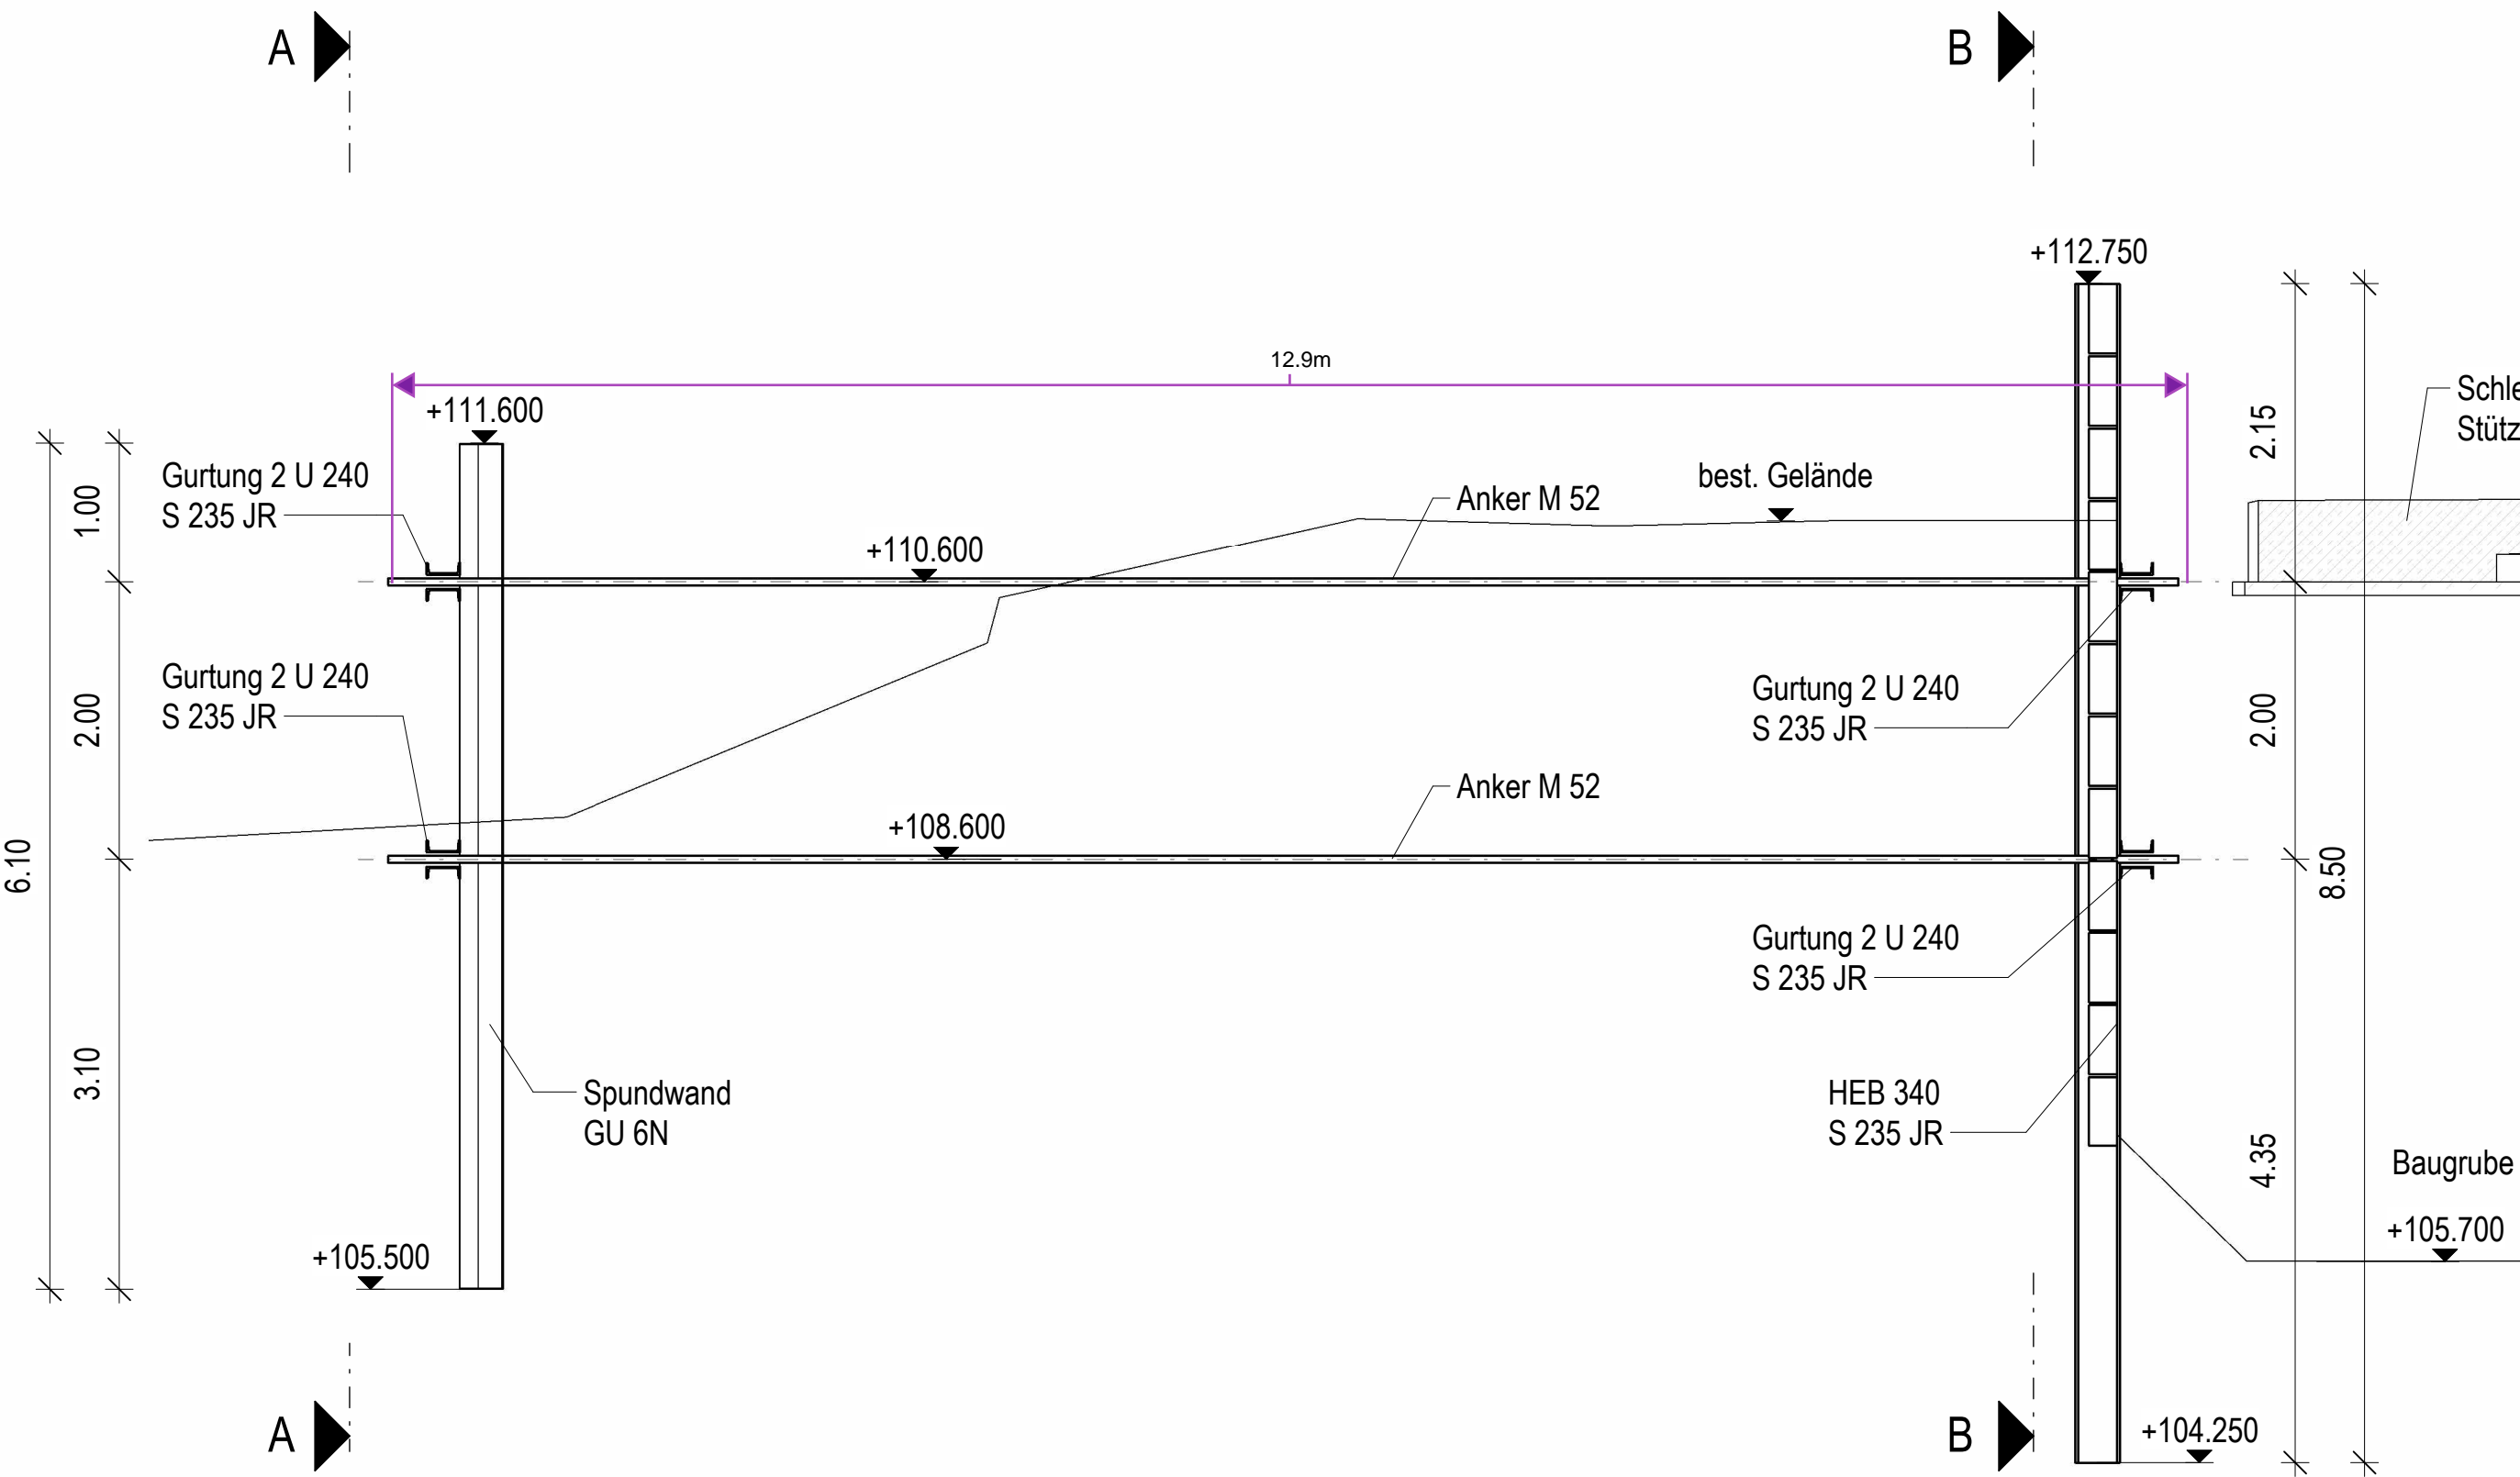 A
B
+112.750
12.9m
+111.600
Schle
Stütz
2.15
Gurtung 2 U 240
S 235 JR
1.00
best. Gelände
Anker M 52
+110.600
Gurtung 2 U 240
S 235 JR
2.00
Gurtung 2 U 240
S 235 JR
2.00
Anker M 52
+108.600
6.10
8.50
Gurtung 2 U 240
S 235 JR
3.10
Spundwand
GU 6N
HEB 340
S 235 JR
4.35
Baugrube
+105.700
+105.500
A
B
+104.250